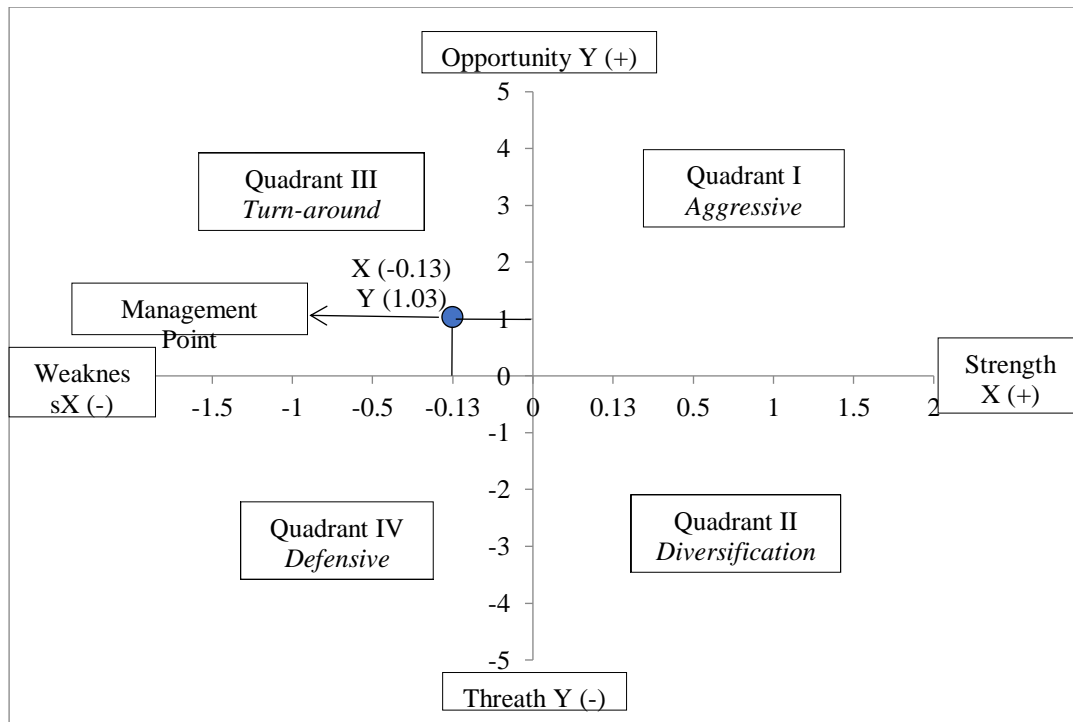 Opportunity Y (+)
5
4
3
2
1
0
-1
-2
-3
-4
-5
Quadrant III
Turn-around
Quadrant I
Aggressive
X (-0.13)
Y (1.03)
Management
Point
Weaknes
sX (-)
-1.5
-1
-0.5
-0.13
0
0.13
0.5
1
1.5
2
Strength
X (+)
Quadrant IV
Defensive
Quadrant II
Diversification
Threath Y (-)